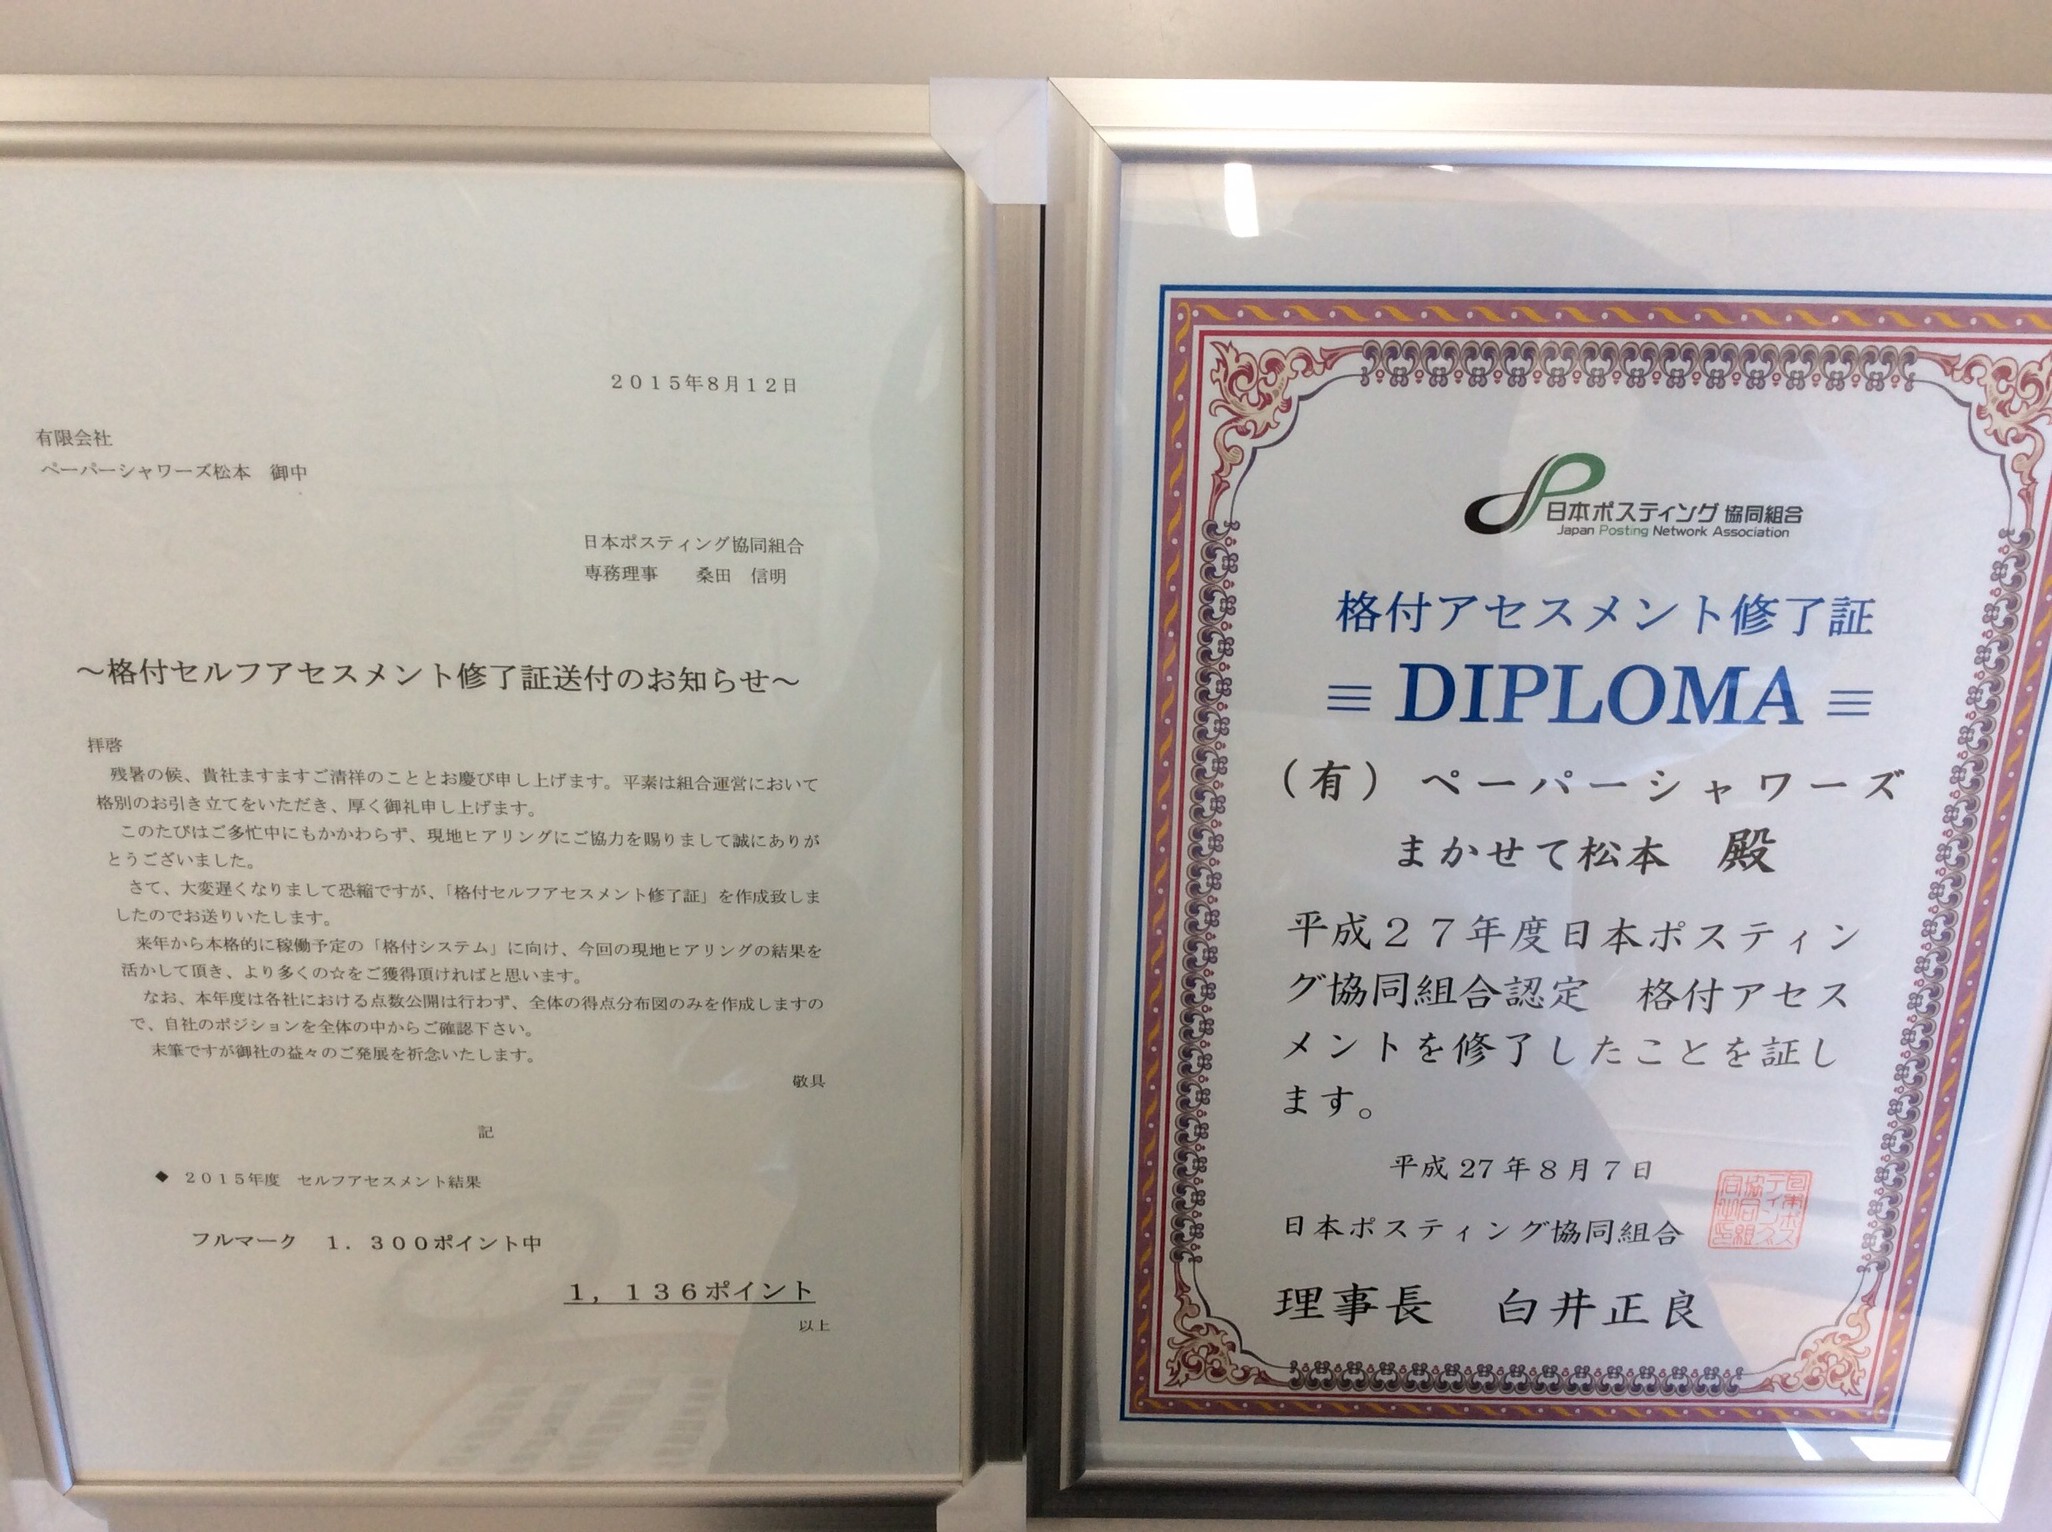 ２０１５年８月１２日
有限会社
ペーパーシャワーズ松本　御中
日本ポスティング協同組合
専務理事　　桑田　信明
～格付セルフアセスメント修了証送付のお知らせ～
拝啓
残暑の候、貴社ますますご清祥のこととお慶び申し上げます。平素は組合運営において
格別のお引き立てをいただき、厚く御礼申し上げます。
このたびはご多忙中にもかかわらず、現地ヒアリングにご協力を賜りまして誠にありが
とうございました。
さて、大変遅くなりまして恐縮ですが、「格付セルフアセスメント修了証」を作成致しま
したのでお送りいたします。
来年から本格的に稼働予定の「格付システム」に向け、今回の現地ヒアリングの結果を
活かして頂き、より多くの☆をご獲得頂ければと思います。
なお、本年度は各社における点数公開は行わず、全体の得点分布図のみを作成しますの
で、自社のポジションを全体の中からご確認下さい。
末筆ですが御社の益々のご発展を祈念いたします。
敬具
記
◆　２０１５年度　セルフアセスメント結果
フルマーク　１．３００ポイント中
１，１３６ポイント
以上
日本ポスティング協同組合
Japan Posting Network Association
格付アセスメント修了証
≡ DIPLOMA ≡
（有）ペーパーシャワーズ
まかせて松本　殿
平成２７年度日本ポスティン
グ協同組合認定　格付アセス
メントを修了したことを証し
ます。
平成 27 年 8 月 7 日
日本ポスティング協同組合
理事長　白井正良